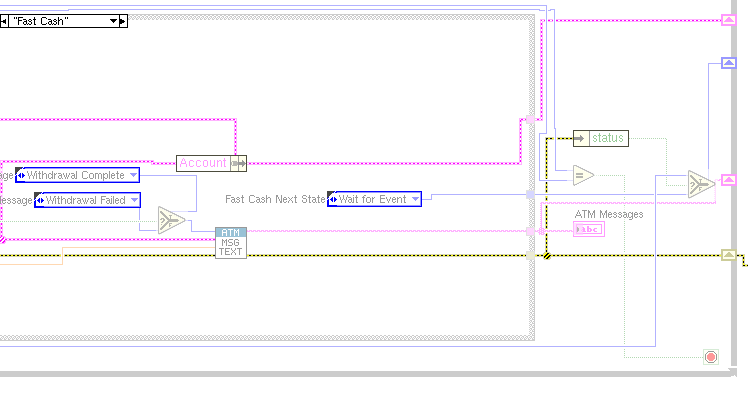 "Fast Cash"
status
Account
age
Withdrawal Complete
essage
Withdrawal Failed
Fast Cash Next State
Wait for Event
ATM Messages
abc
ATM
MSG
TEXT